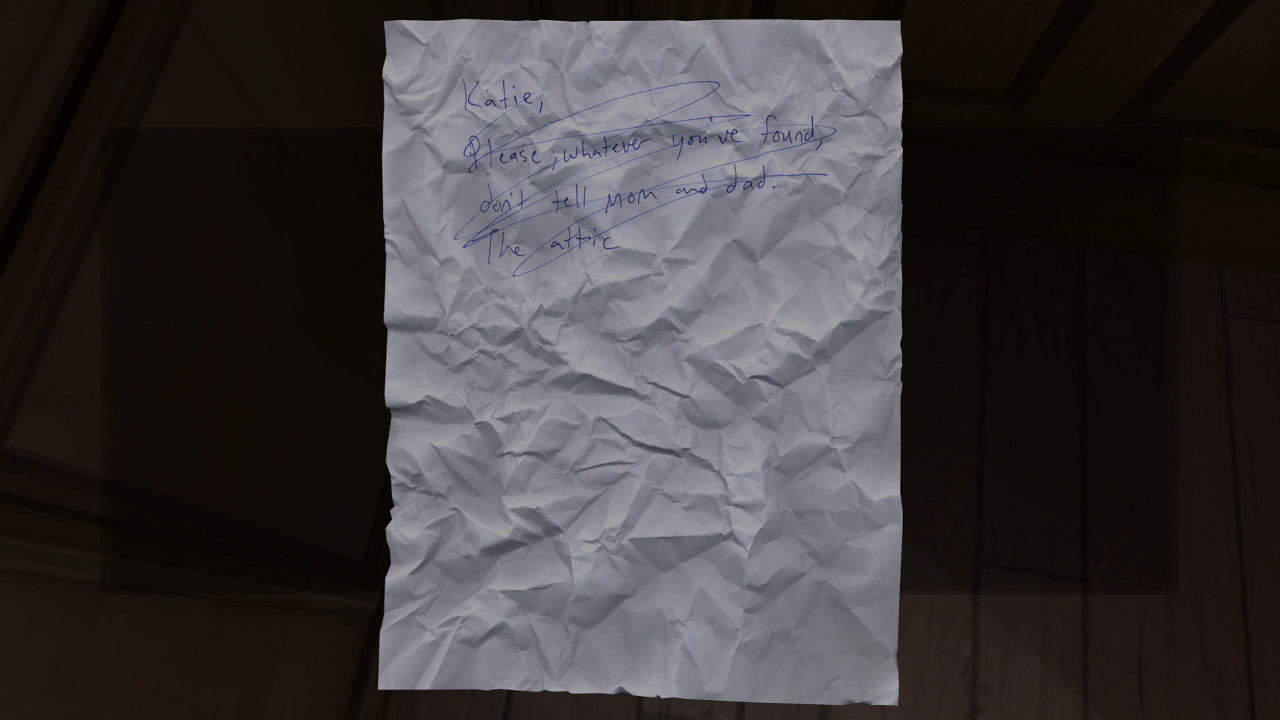 Katie,
Please, whatever you've found,
don't tell Mom and dad.
The attic